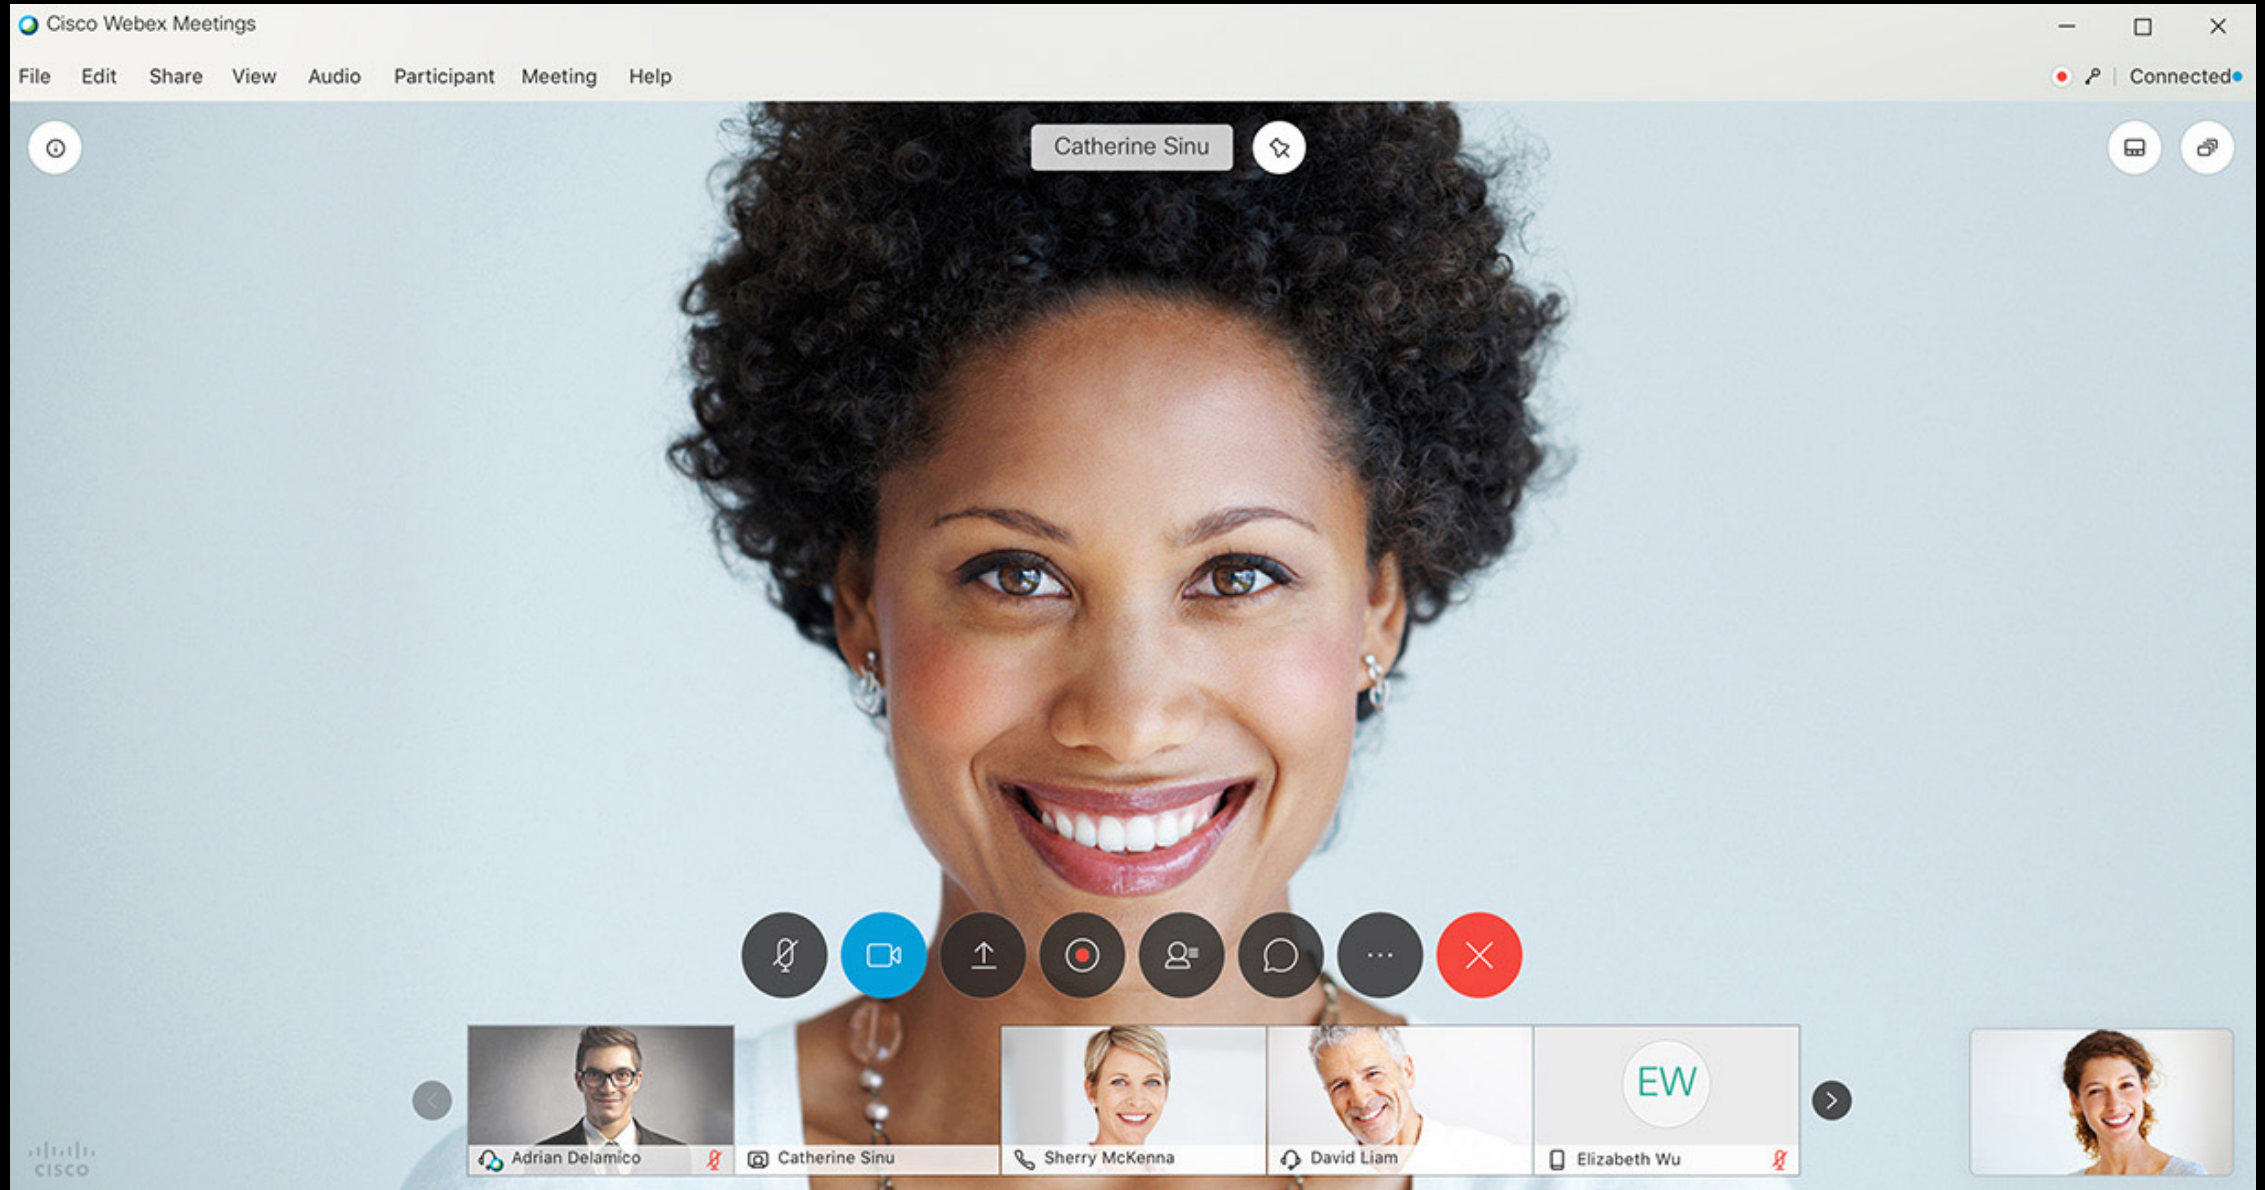 Cisco Webex Meetings
File Edit Share View Audio Participant Meeting Help Connected
Catherine Sinu
EW
Adrian Delamico Catherine Sinu Sherry McKenna David Liam Elizabeth Wu
CISCO